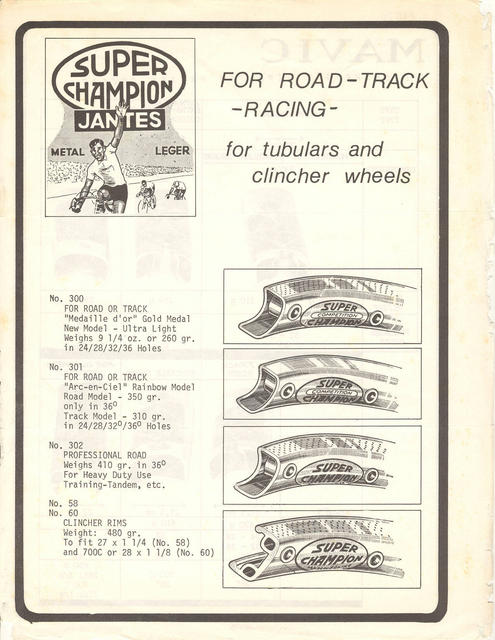 SUPER
CHAMPION
JANTES
METAL LEGER
FOR ROAD-TRACK
-RACING-
for tubulars and
clincher wheels
No. 300
FOR ROAD OR TRACK
"Medaille d'or" Gold Medal
New Model - Ultra Light
Weighs 9 1/4 oz. or 260 gr.
in 24/28/32/36 Holes
SUPER
COMPETITION
CHAMPION
No. 301
FOR ROAD OR TRACK
"Arc-en-Ciel" Rainbow Model
Road Model - 350 gr.
only in 36°
Track Model - 310 gr.
in 24/28/32°/36° Holes
SUPER
COMPETITION
CHAMPION
No. 302
PROFESSIONAL ROAD
Weighs 410 gr. in 36°
For Heavy Duty Use
Training-Tandem, etc.
SUPER
CHAMPION
No. 58
No. 60
CLINCHER RIMS
Weight: 480 gr.
To fit 27 x 1 1/4 (No. 58)
and 700C or 28 x 1 1/8 (No. 60)
SUPER
CHAMPION
MAVIC